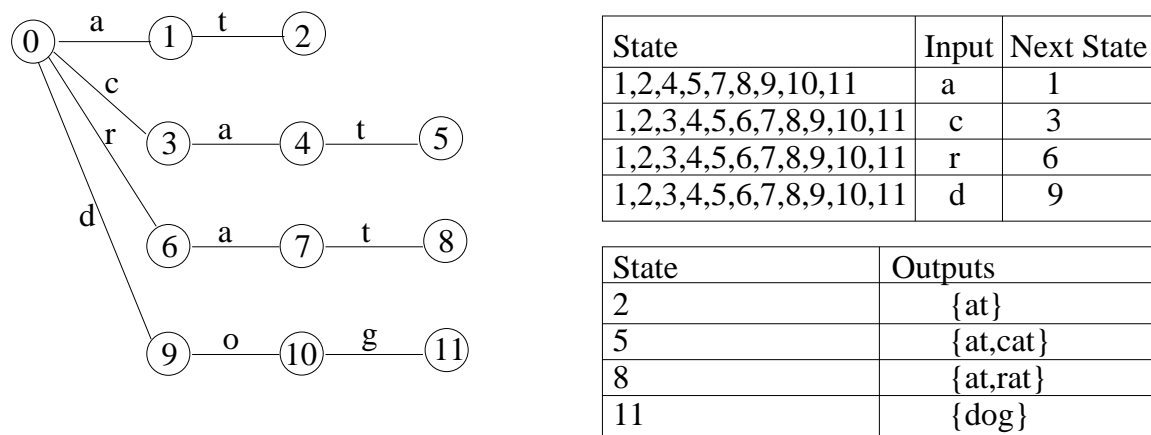 a t
0 1 2
c
r 3 a 4 t 5
d
6 a 7 t 8
9 o 10 g 11
State Input Next State
1,2,4,5,7,8,9,10,11 a 1
1,2,3,4,5,6,7,8,9,10,11 c 3
1,2,3,4,5,6,7,8,9,10,11 r 6
1,2,3,4,5,6,7,8,9,10,11 d 9
State Outputs
2 {at}
5 {at,cat}
8 {at,rat}
11 {dog}